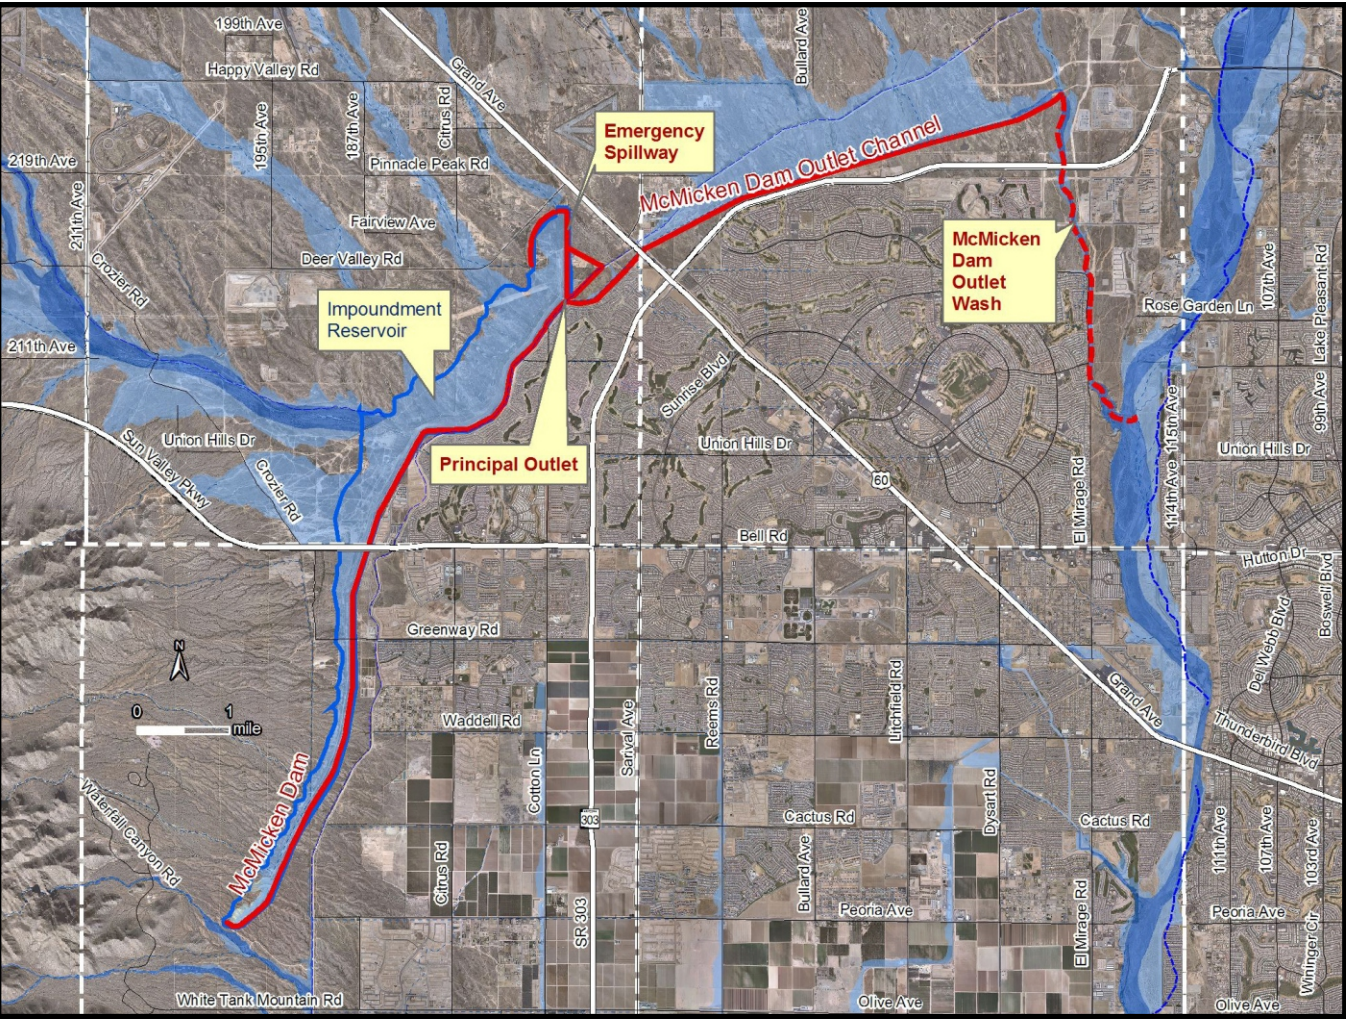 199th Ave
Happy Valley Rd
Grand Ave
Bullard Ave
195th Ave
187th Ave
Citrus Rd
Pinnacle Peak Rd
219th Ave
211th Ave
Fairview Ave
Deer Valley Rd
Crozier Rd
Emergency
Spillway
McMicken Dam Outlet Channel
McMicken
Dam
Outlet
Wash
107th Ave
Lake Pleasant Rd
Rose Garden Ln
Impoundment
Reservoir
211th Ave
Sunrise Blvd
Sun Valley Pkwy
Union Hills Dr
Crozier Rd
Principal Outlet
Union Hills Dr
60
El Mirage Rd
114th Ave
115th Ave
99th Ave
Union Hills Dr
Bell Rd
Hutton Dr
Boswell Blvd
Del Webb Blvd
Greenway Rd
N
0 1
mile
Waddell Rd
Sarival Ave
Reems Rd
Litchfield Rd
Grand Ave
Thunderbird Blvd
McMicken Dam
Waterfall Canyon Rd
Cotton Ln
303
Cactus Rd
Dysart Rd
Cactus Rd
Citrus Rd
Bullard Ave
111th Ave
107th Ave
103rd Ave
SR 303
Peoria Ave
El Mirage Rd
Peoria Ave
Wininger Cir
White Tank Mountain Rd
Olive Ave
Olive Ave